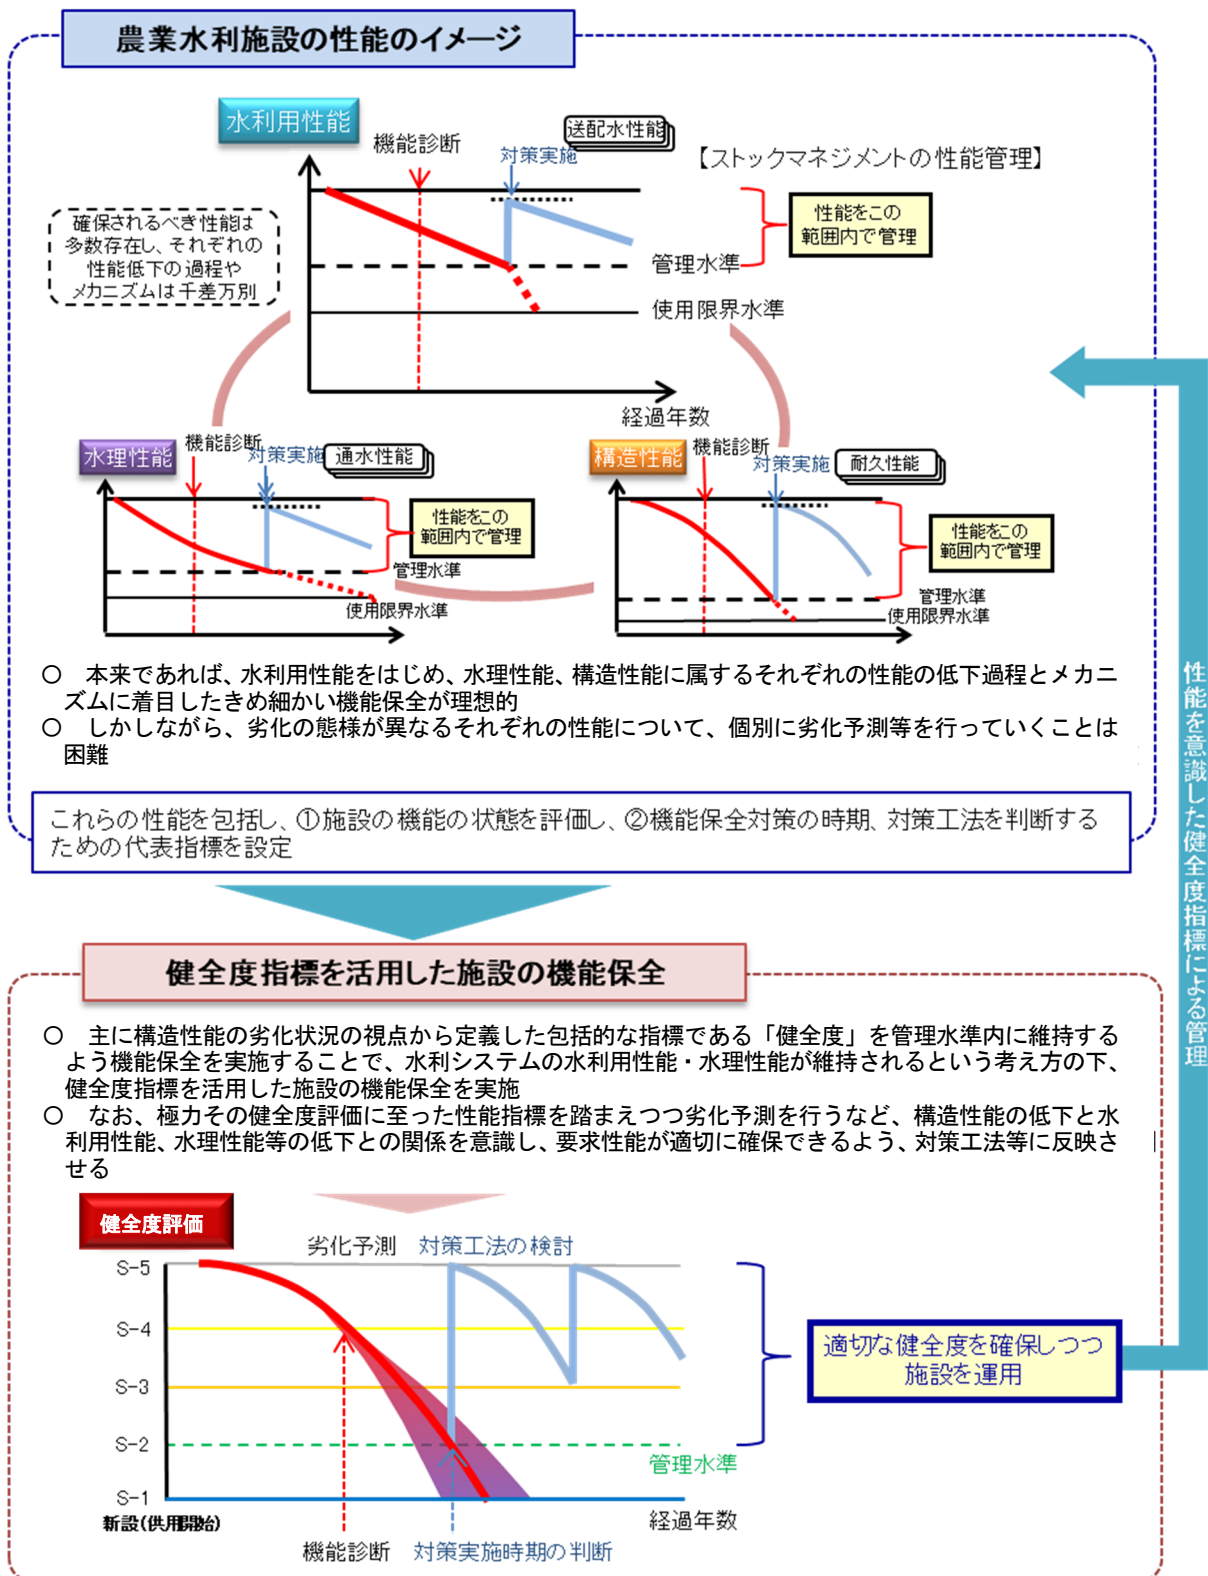 農業水利施設の性能のイメージ
水利用性能
機能診断
対策実施
送配水性能
【ストックマネジメントの性能管理】
確保されるべき性能は
多数存在し、それぞれの
性能低下の過程や
メカニズムは千差万別
性能をこの
範囲内で管理
管理水準
使用限界水準
経過年数
水理性能
機能診断
対策実施
通水性能
性能をこの
範囲内で管理
管理水準
使用限界水準
構造性能
機能診断
対策実施
耐久性能
性能をこの
範囲内で管理
管理水準
使用限界水準
○　本来であれば、水利用性能をはじめ、水理性能、構造性能に属するそれぞれの性能の低下過程とメカニ
ズムに着目したきめ細かい機能保全が理想的
○　しかしながら、劣化の態様が異なるそれぞれの性能について、個別に劣化予測等を行っていくことは
困難
これらの性能を包括し、①施設の機能の状態を評価し、②機能保全対策の時期、対策工法を判断する
ための代表指標を設定
性能を意識した健全度指標による管理
健全度指標を活用した施設の機能保全
○　主に構造性能の劣化状況の視点から定義した包括的な指標である「健全度」を管理水準内に維持する
よう機能保全を実施することで、水利システムの水利用性能・水理性能が維持されるという考え方の下、
健全度指標を活用した施設の機能保全を実施
○　なお、極力その健全度評価に至った性能指標を踏まえつつ劣化予測を行うなど、構造性能の低下と水
利用性能、水理性能等の低下との関係を意識し、要求性能が適切に確保できるよう、対策工法等に反映さ
せる
健全度評価
劣化予測
対策工法の検討
S-5
S-4
S-3
S-2
S-1
管理水準
適切な健全度を確保しつつ
施設を運用
新設(供用開始)
経過年数
機能診断
対策実施時期の判断